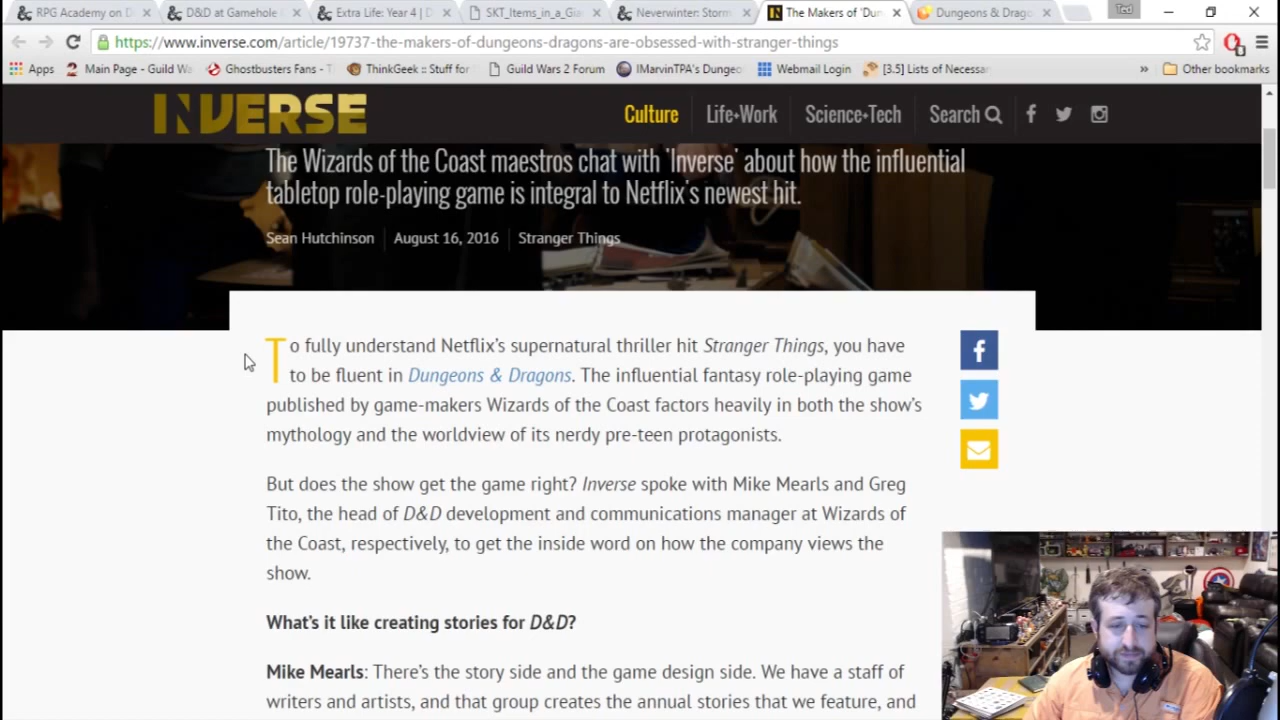 RPG Academy on D
D&D at Gamehole
Extra Life: Year 4 | D
SKT_Items_in_a_Gia
Neverwinter: Storm
The Makers of 'Dun
Dungeons & Drago
Ted
https://www.inverse.com/article/19737-the-makers-of-dungeons-dragons-are-obsessed-with-stranger-things
Apps
Main Page - Guild Wa
Ghostbusters Fans - T
ThinkGeek :: Stuff for
Guild Wars 2 Forum
IMarvinTPA's Dungeo
Webmail Login
[3.5] Lists of Necessar
»
Other bookmarks
INVERSE
Culture
Life+Work
Science+Tech
Search
The Wizards of the Coast maestros chat with 'Inverse' about how the influential
tabletop role-playing game is integral to Netflix's newest hit.
Sean Hutchinson
August 16, 2016
Stranger Things
To fully understand Netflix's supernatural thriller hit Stranger Things, you have
to be fluent in Dungeons & Dragons. The influential fantasy role-playing game
published by game-makers Wizards of the Coast factors heavily in both the show's
mythology and the worldview of its nerdy pre-teen protagonists.
But does the show get the game right? Inverse spoke with Mike Mearls and Greg
Tito, the head of D&D development and communications manager at Wizards of
the Coast, respectively, to get the inside word on how the company views the
show.
What's it like creating stories for D&D?
Mike Mearls: There's the story side and the game design side. We have a staff of
writers and artists, and that group creates the annual stories that we feature, and